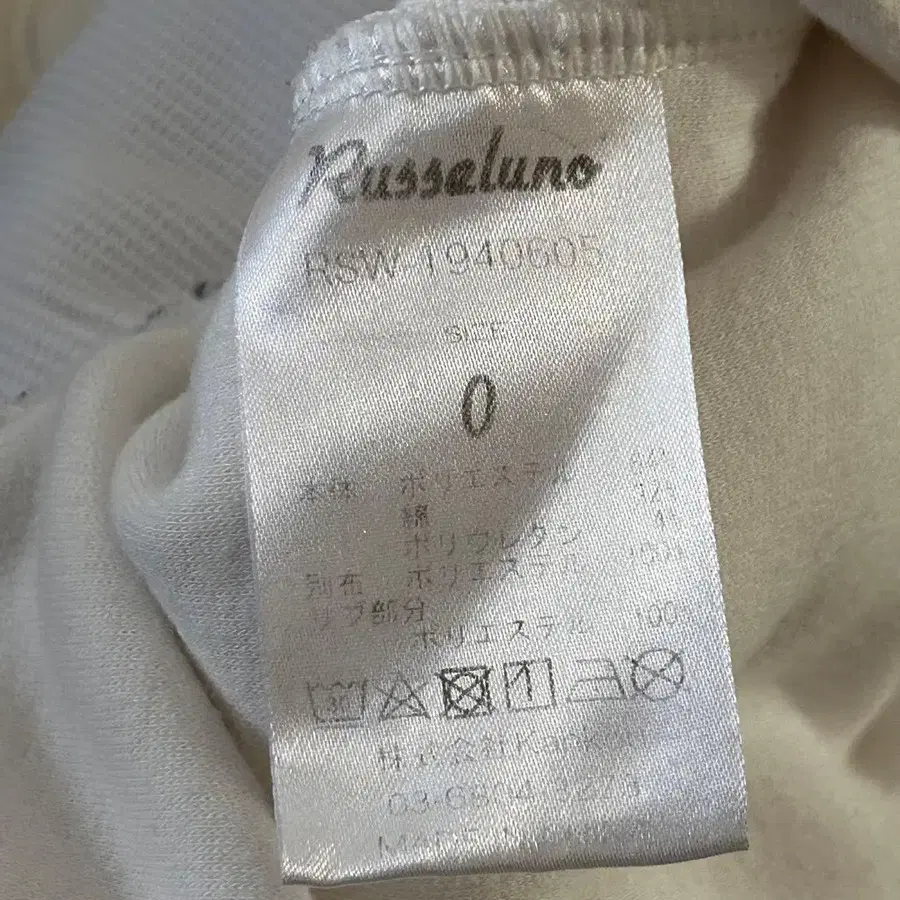 Russeluno
RSW-1940605
SIZE
0
本体 ポリエステル
綿
ポリウレタン
別布 ポリエステル
リブ部分
ポリエステル 100%
株式会社